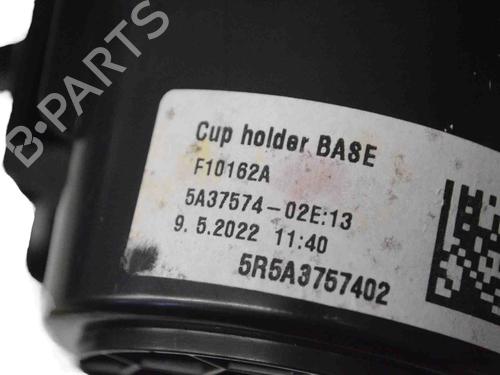 B-PARTS
Cup holder BASE
F10162A
5A37574-02E:13
9. 5.2022 11:40
5R5A3757402